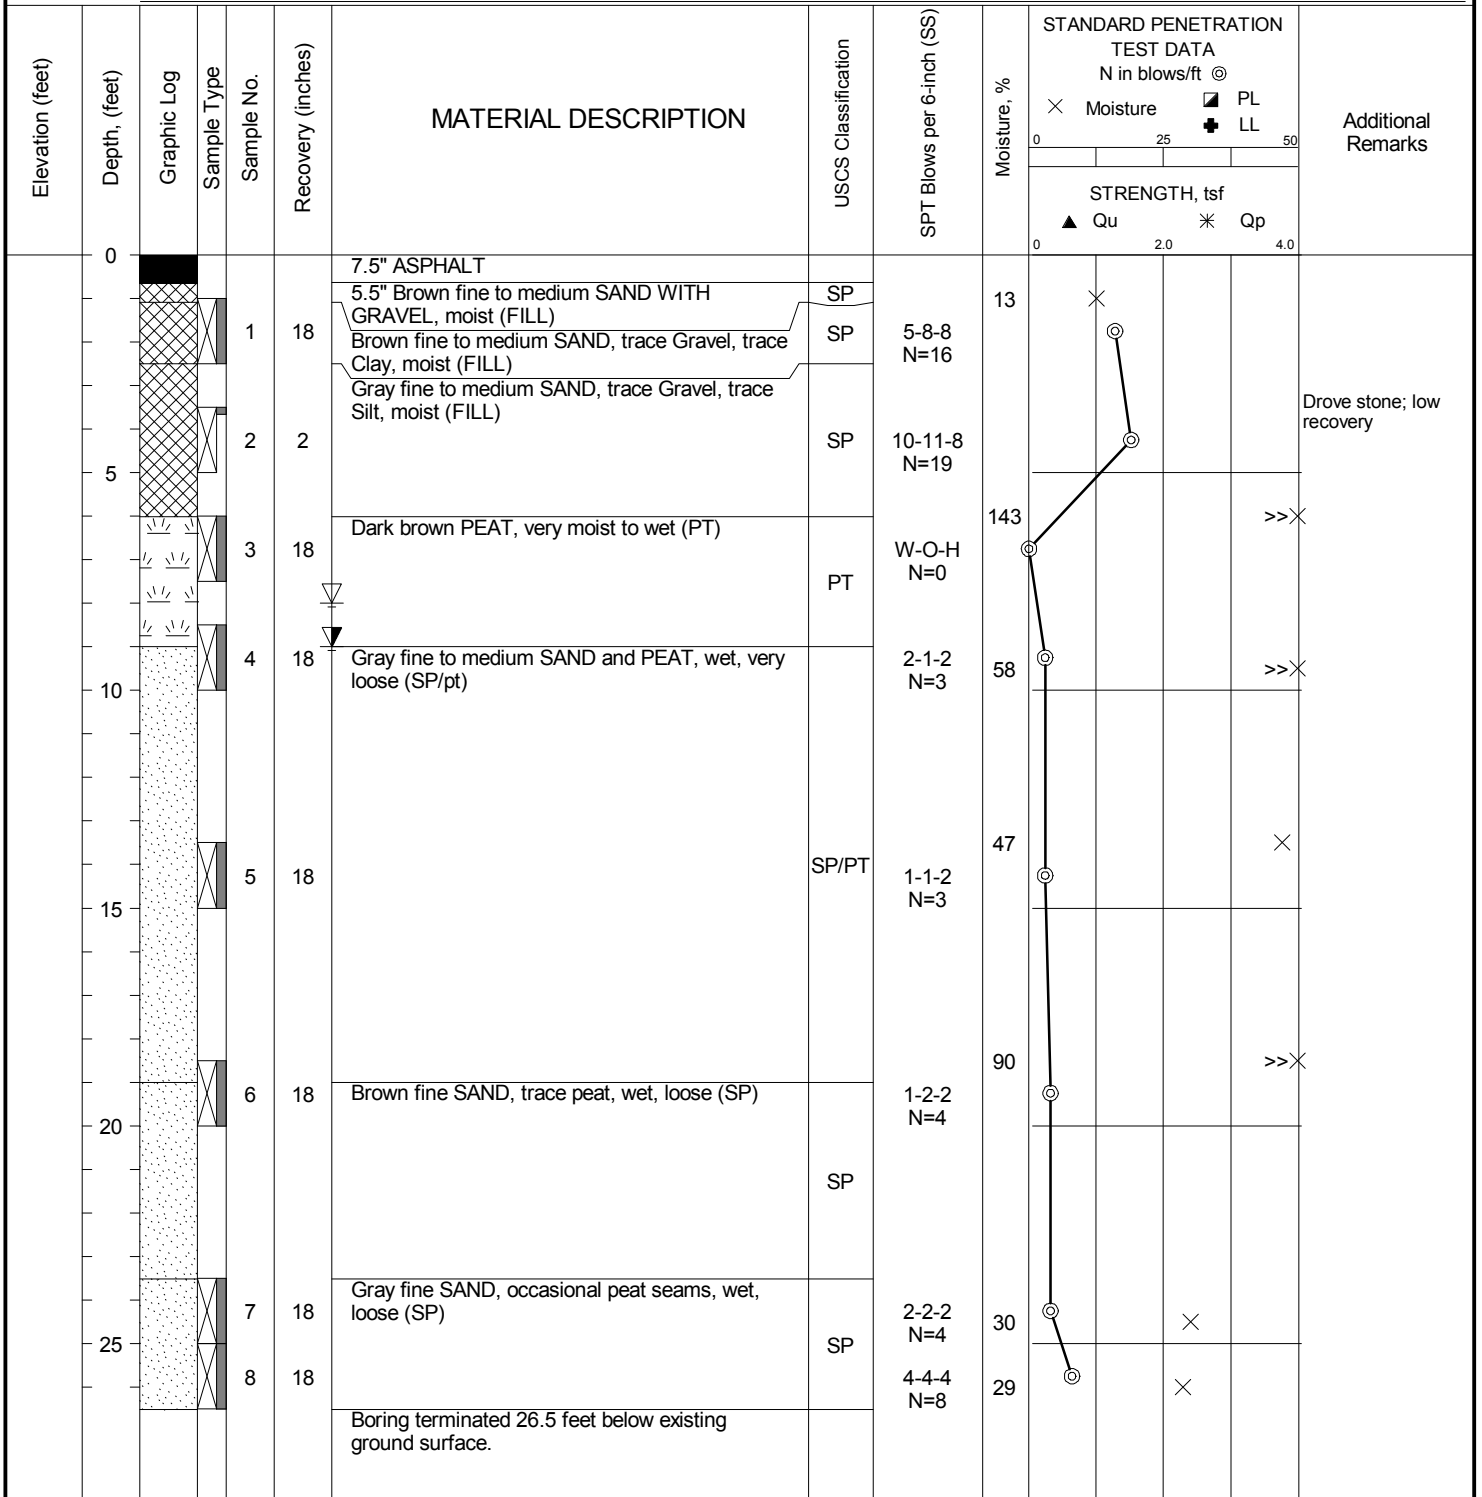 Elevation (feet)
Depth, (feet)
Graphic Log
Sample Type
Sample No.
Recovery (inches)
MATERIAL DESCRIPTION
USCS Classification
SPT Blows per 6-inch (SS)
Moisture, %
STANDARD PENETRATION
TEST DATA
N in blows/ft
Moisture
PL
LL
0 25 50
STRENGTH, tsf
Qu Qp
0 2.0 4.0
Additional
Remarks
0
7.5" ASPHALT
5.5" Brown fine to medium SAND WITH
GRAVEL, moist (FILL)
SP
13
1 18
Brown fine to medium SAND, trace Gravel, trace
Clay, moist (FILL)
SP
5-8-8
N=16
Gray fine to medium SAND, trace Gravel, trace
Silt, moist (FILL)
2 2
SP
10-11-8
N=19
Drove stone; low
recovery
5
Dark brown PEAT, very moist to wet (PT)
143
>>
3 18
W-O-H
N=0
PT
4 18
Gray fine to medium SAND and PEAT, wet, very
loose (SP/pt)
2-1-2
N=3
58
>>
10
47
5 18
SP/PT
1-1-2
N=3
15
90
>>
6 18
Brown fine SAND, trace peat, wet, loose (SP)
1-2-2
N=4
20
SP
Gray fine SAND, occasional peat seams, wet,
loose (SP)
7 18
2-2-2
N=4
30
25
SP
8 18
4-4-4
N=8
29
Boring terminated 26.5 feet below existing
ground surface.